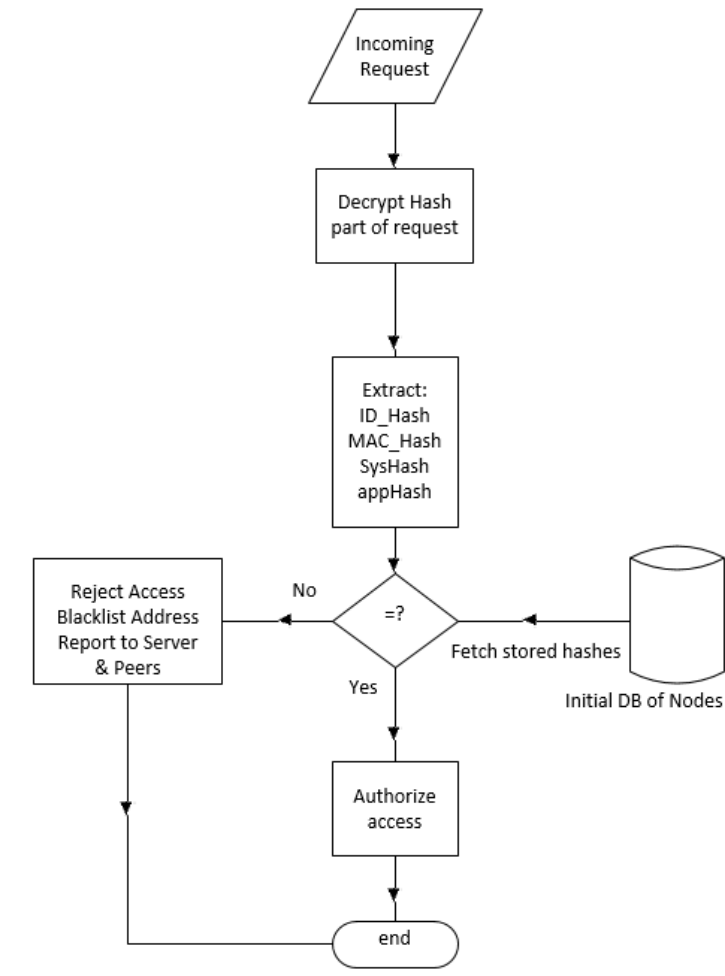 Incoming
Request
Decrypt Hash
part of request
Extract:
ID_Hash
MAC_Hash
SysHash
appHash
Reject Access
Blacklist Address
Report to Server
& Peers
No
=?
Fetch stored hashes
Initial DB of Nodes
Yes
Authorize
access
end